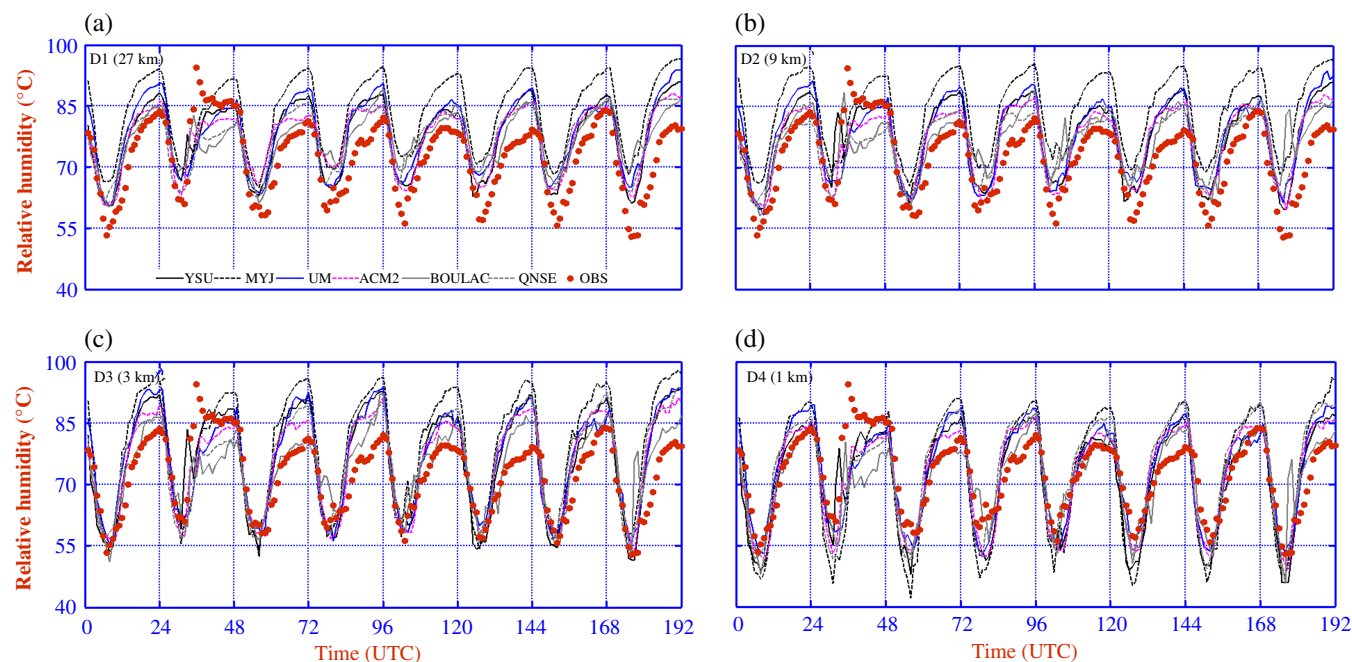 (a)
(b)
100
85
70
55
40
Relative humidity (°C)
D1 (27 km)
YSU MYJ UM ACM2 BOULAC QNSE OBS
D2 (9 km)
(c)
(d)
100
85
70
55
40
Relative humidity (°C)
D3 (3 km)
D4 (1 km)
0 24 48 72 96 120 144 168 192
0 24 48 72 96 120 144 168 192
Time (UTC)
Time (UTC)